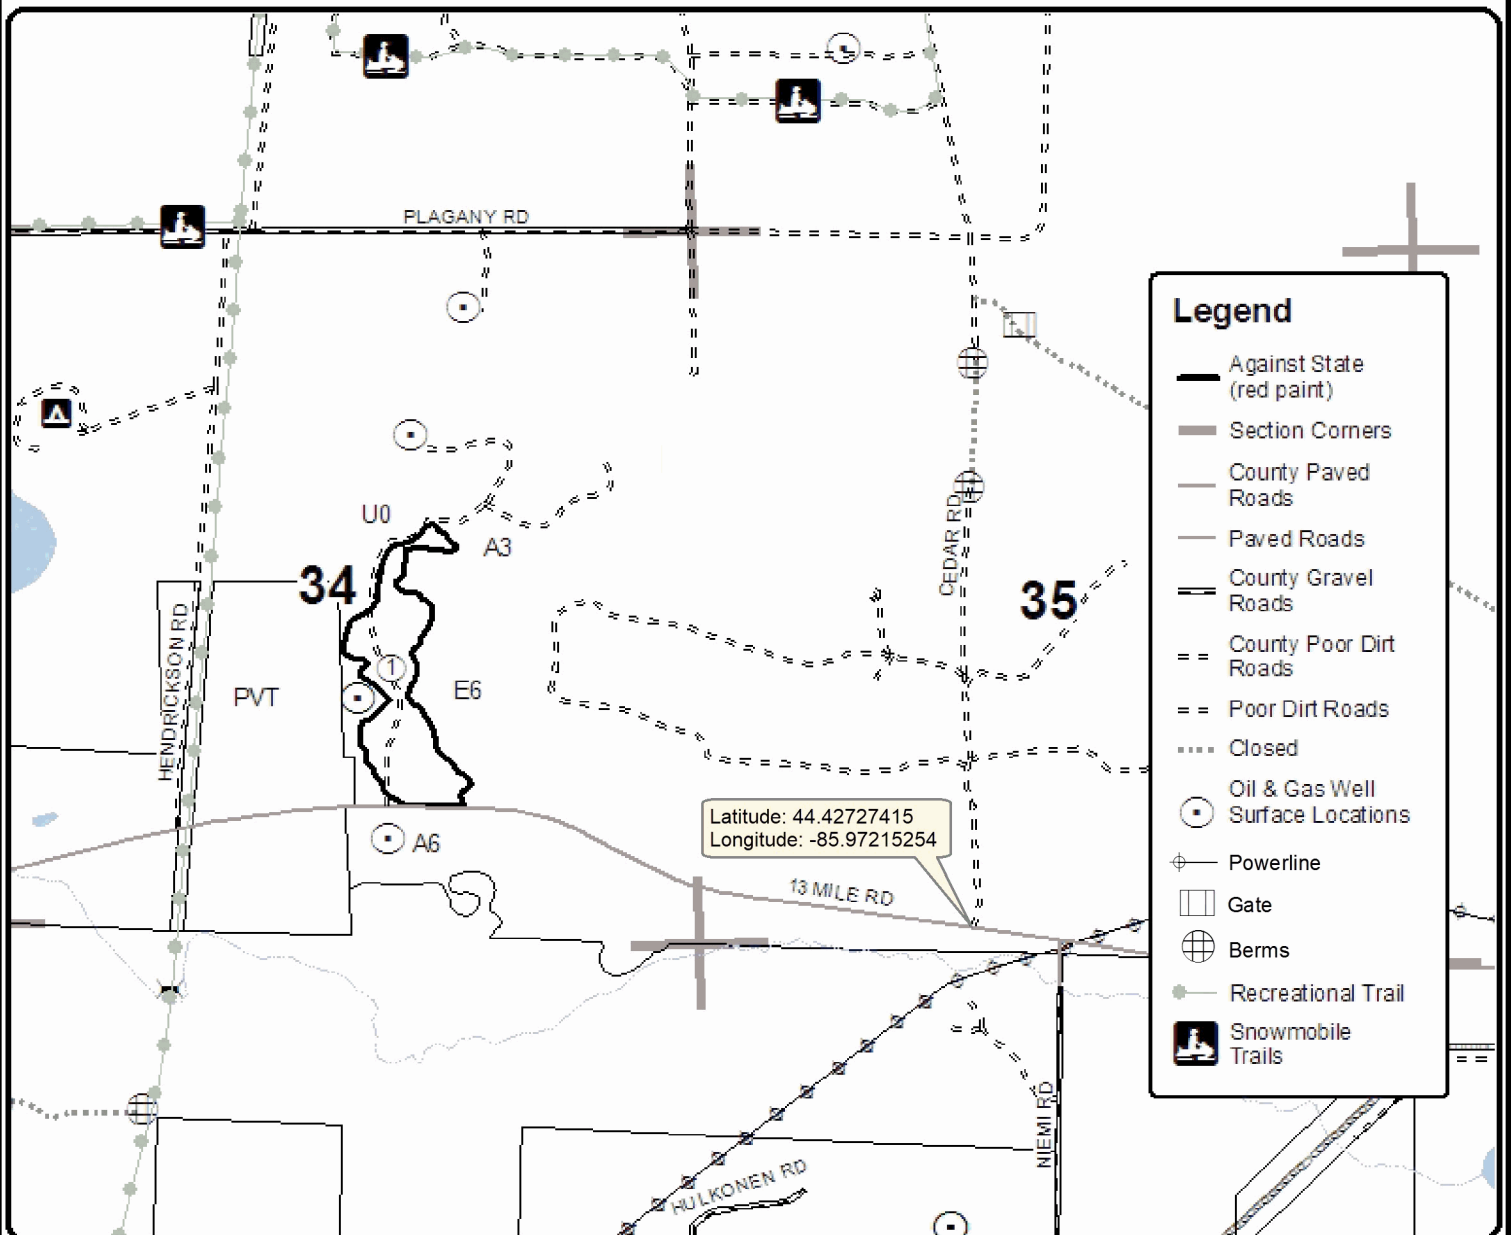 PLAGANY RD
Legend
Against State
(red paint)
Section Corners
County Paved
Roads
Paved Roads
County Gravel
Roads
County Poor Dirt
Roads
Poor Dirt Roads
Closed
Oil & Gas Well
Surface Locations
Powerline
Gate
Berms
Recreational Trail
Snowmobile
Trails
U0
A3
34
CEDAR RD
35
HENDRICKSON RD
1
PVT
E6
Latitude: 44.42727415
Longitude: -85.97215254
A6
13 MILE RD
NIEMI RD
HULKONEN RD